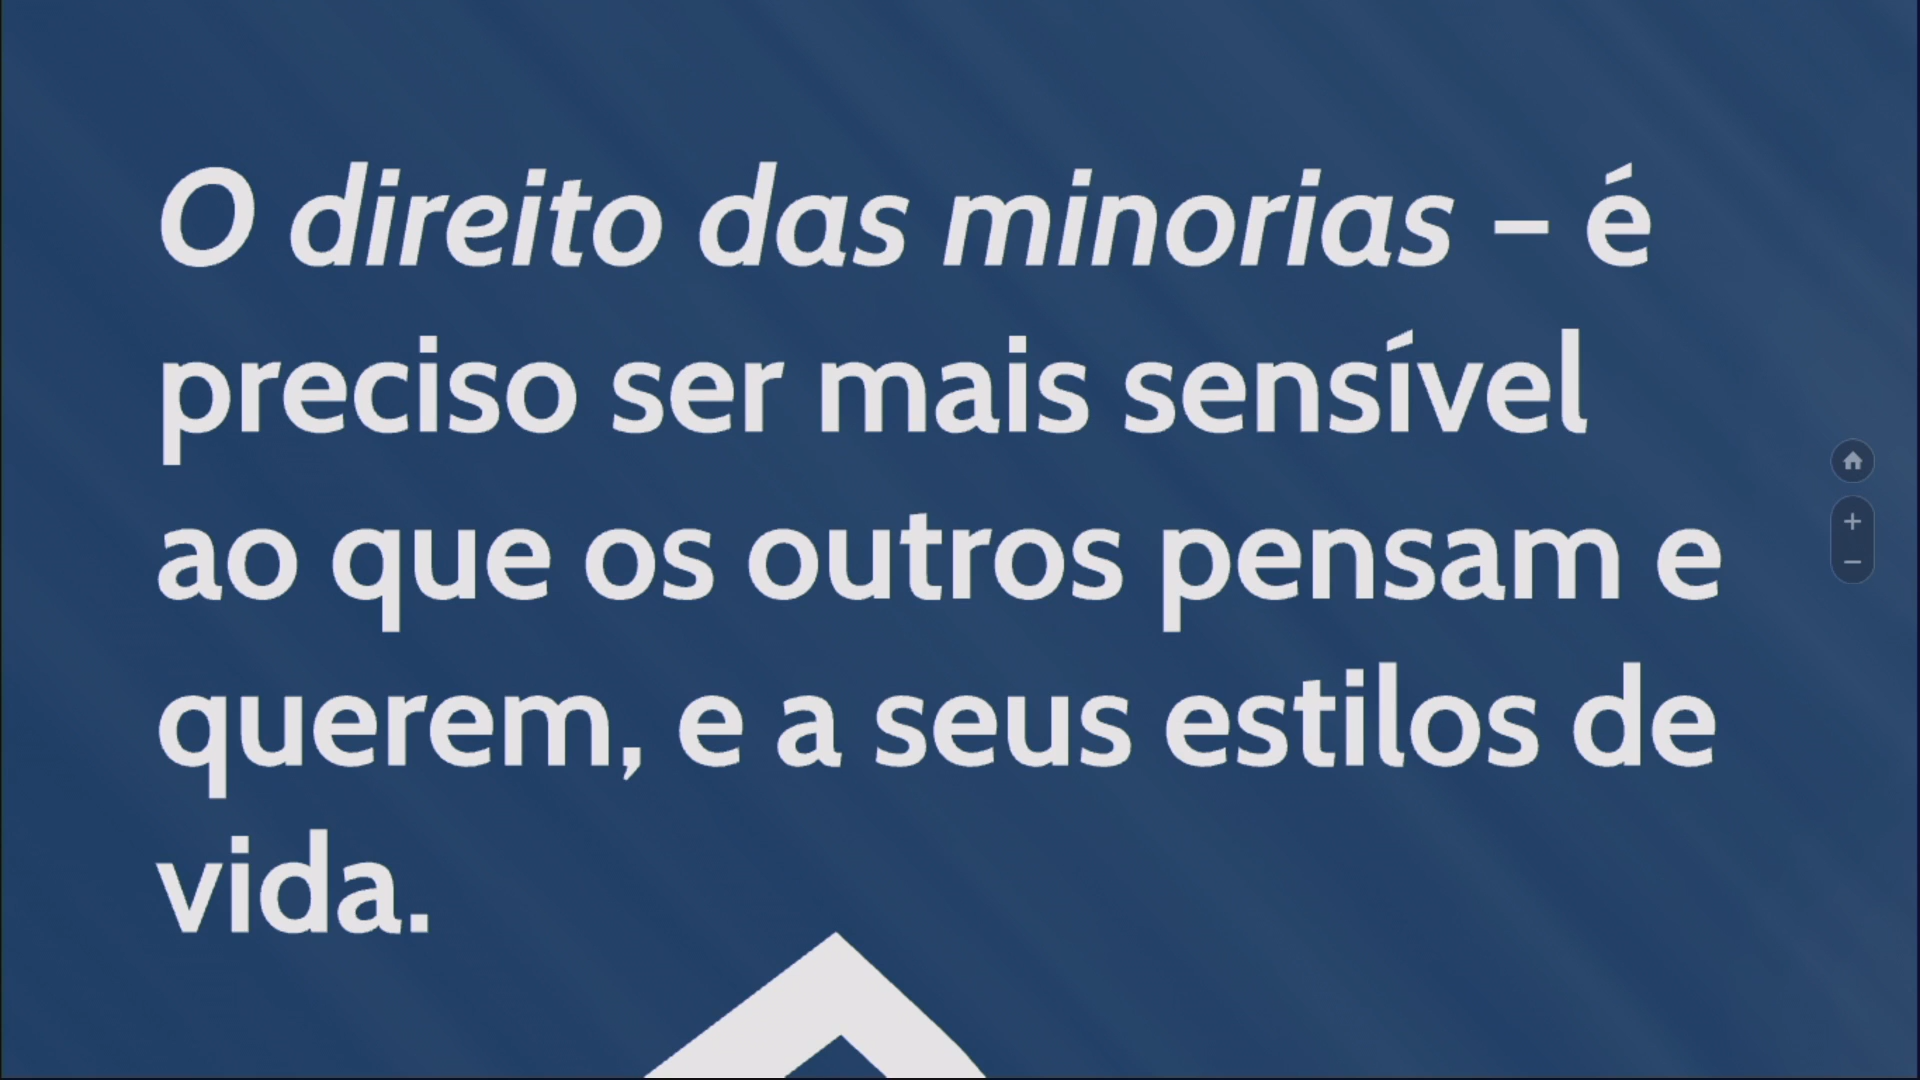 O direito das minorias – é
preciso ser mais sensível
ao que os outros pensam e
querem, e a seus estilos de
vida.